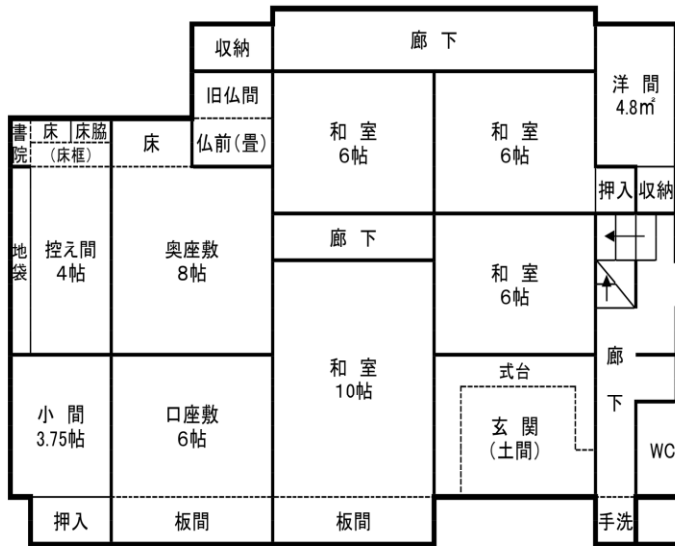 収納
廊下
洋間
4.8㎡
旧仏間
仏前(畳)
和室
6帖
和室
6帖
書院
床
床脇
(床框)
床
押入
収納
地袋
控え間
4帖
奥座敷
8帖
廊下
和室
6帖
和室
10帖
廊下
式台
玄関
(土間)
小間
3.75帖
口座敷
6帖
WC
押入
板間
板間
手洗